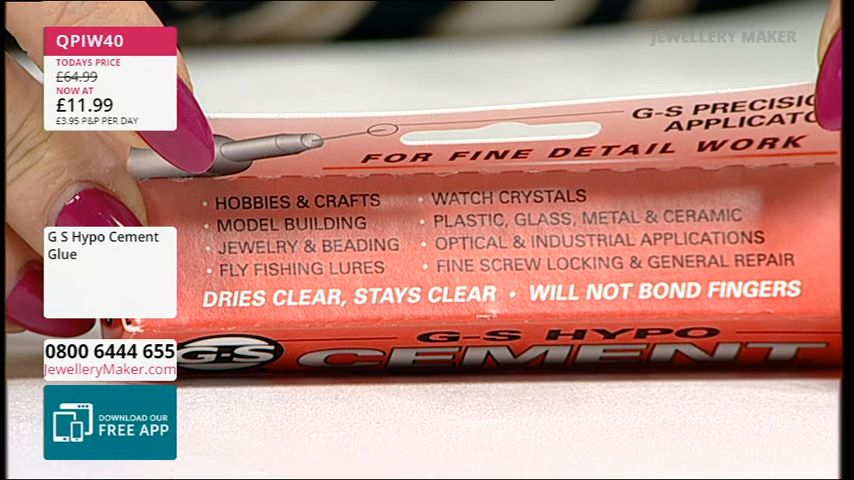 QPIW40
TODAYS PRICE
£64.99
NOW AT
£11.99
£3.95 P&P PER DAY
G S Hypo Cement
Glue
0800 6444 655
JewelleryMaker.com
DOWNLOAD OUR
FREE APP
JEWELLERY MAKER
G-S PRECISIO
APPLICATO
FOR FINE DETAIL WORK
• HOBBIES & CRAFTS
• MODEL BUILDING
• JEWELRY & BEADING
• FLY FISHING LURES
• WATCH CRYSTALS
• PLASTIC, GLASS, METAL & CERAMIC
• OPTICAL & INDUSTRIAL APPLICATIONS
• FINE SCREW LOCKING & GENERAL REPAIR
DRIES CLEAR, STAYS CLEAR • WILL NOT BOND FINGERS
G-S
G-S HYPO
CEMENT